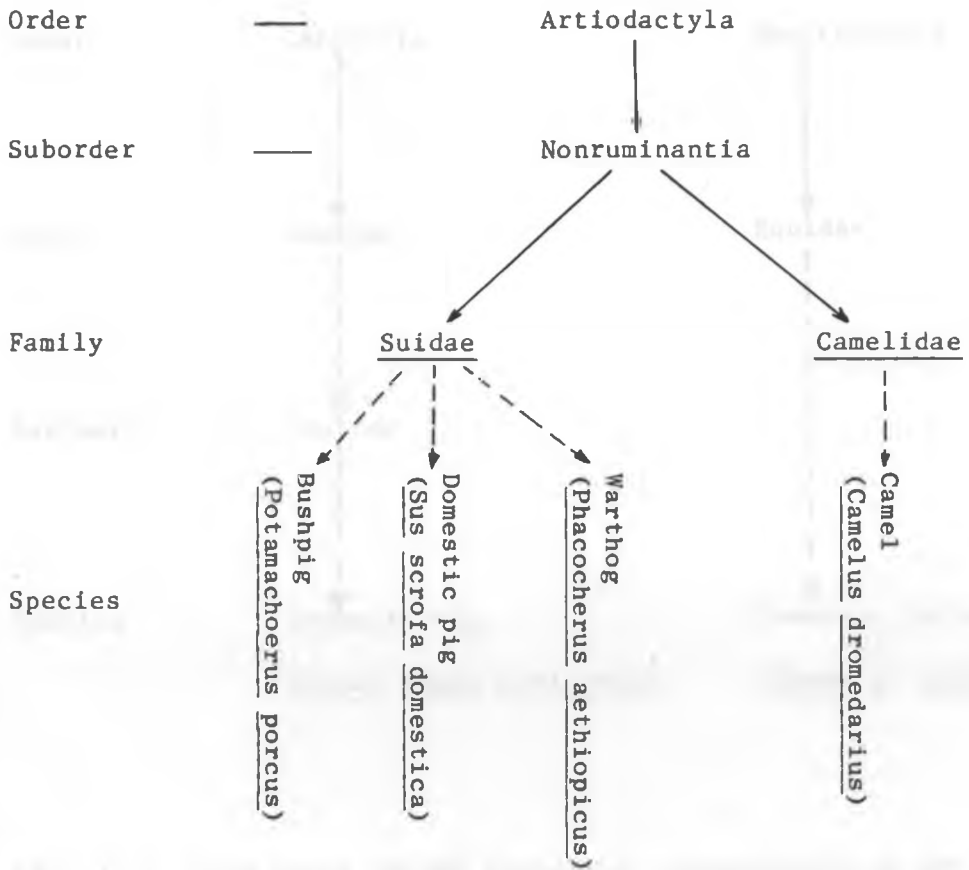 Order Artiodactyla
Suborder Nonruminantia
Family Suidae Camelidae
Species
Bushpig
(Potamachoerus porcus)
Domestic pig
(Sus scrofa domestica)
Warthog
(Phacocherus aethiopicus)
Camel
(Camelus dromedarius)